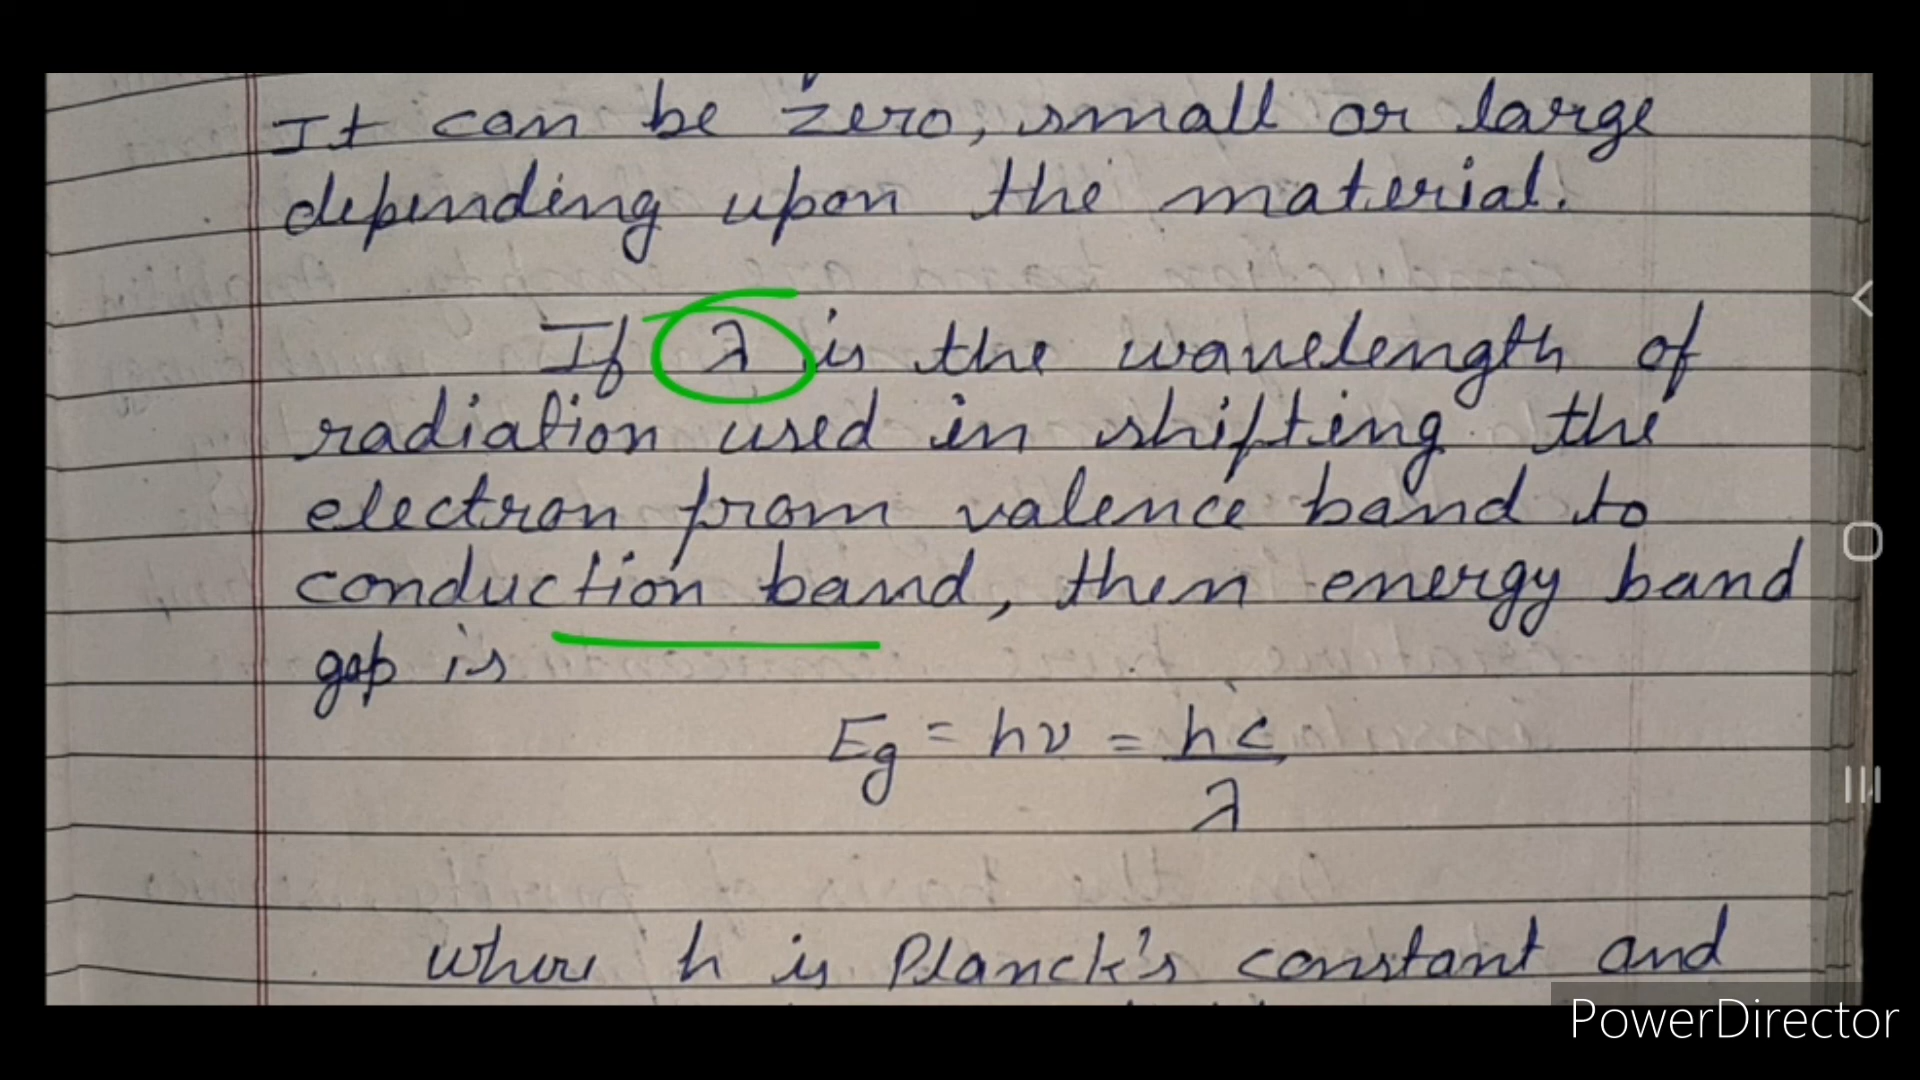 It can be zero, small or large
depending upon the material.
If λ is the wavelength of
radiation used in shifting the
electron from valence band to
conduction band, then energy band
gap is
Eg = hν = hc/λ
where h is Planck's constant and
PowerDirector